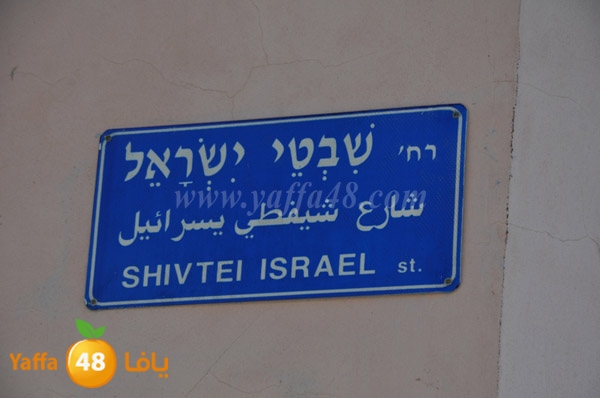 רח' שִׁבְטֵי יִשְׂרָאֵל
www.yaffa48.com
شارع شيفطي يسرائيل
SHIVTEI ISRAEL st.
Yaffa 48 يافا